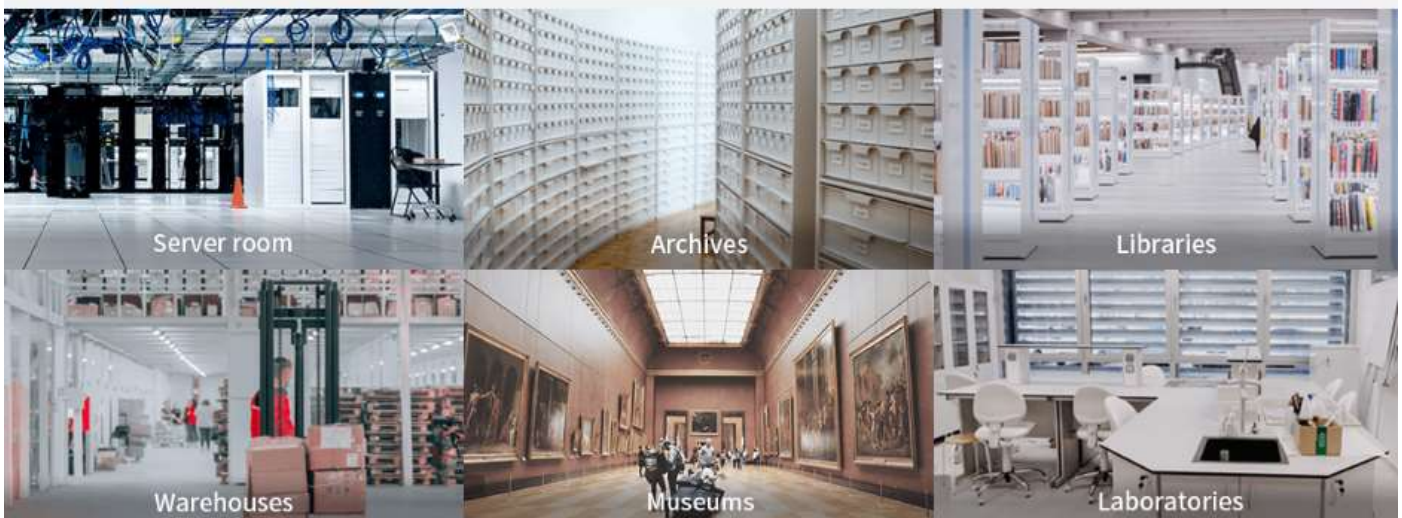 Server room
Archives
Libraries
Warehouses
Museums
Laboratories